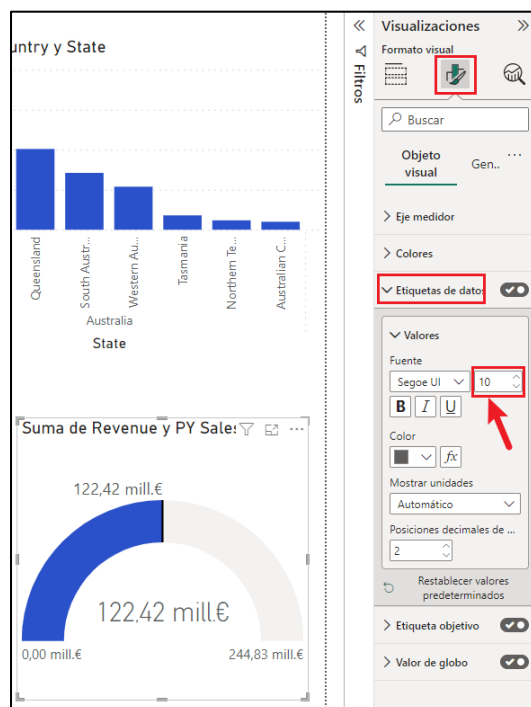 untry y State
Queensland
South Austr...
Western Au...
Tasmania
Northern Te...
Australian C...
Australia
State
Suma de Revenue y PY Sales
122,42 mill.€
122,42 mill.€
0,00 mill.€
244,83 mill.€
Filtros
Visualizaciones
Formato visual
Buscar
Objeto
visual
Gen..
Eje medidor
Colores
Etiquetas de datos
Valores
Fuente
Segoe UI
10
B I U
Color
fx
Mostrar unidades
Automático
Posiciones decimales de ...
2
Restablecer valores
predeterminados
Etiqueta objetivo
Valor de globo